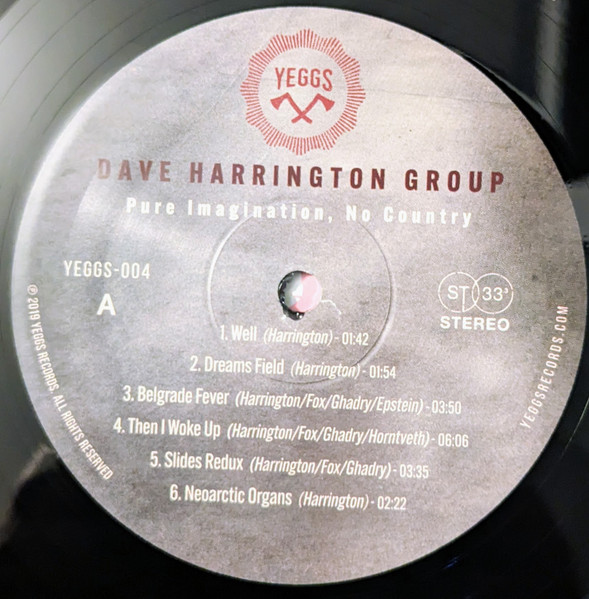 YEGGS
DAVE HARRINGTON GROUP
Pure Imagination, No Country
YEGGS-004
A
ST 33⅓
STEREO
1. Well (Harrington) - 01:42
2. Dreams Field (Harrington) - 01:54
3. Belgrade Fever (Harrington/Fox/Ghadry/Epstein) - 03:50
4. Then I Woke Up (Harrington/Fox/Ghadry/Horntveth) - 06:06
5. Slides Redux (Harrington/Fox/Ghadry) - 03:35
6. Neoarctic Organs (Harrington) - 02:22
℗ 2019 YEGGS RECORDS. ALL RIGHTS RESERVED
YEGGSRECORDS.COM